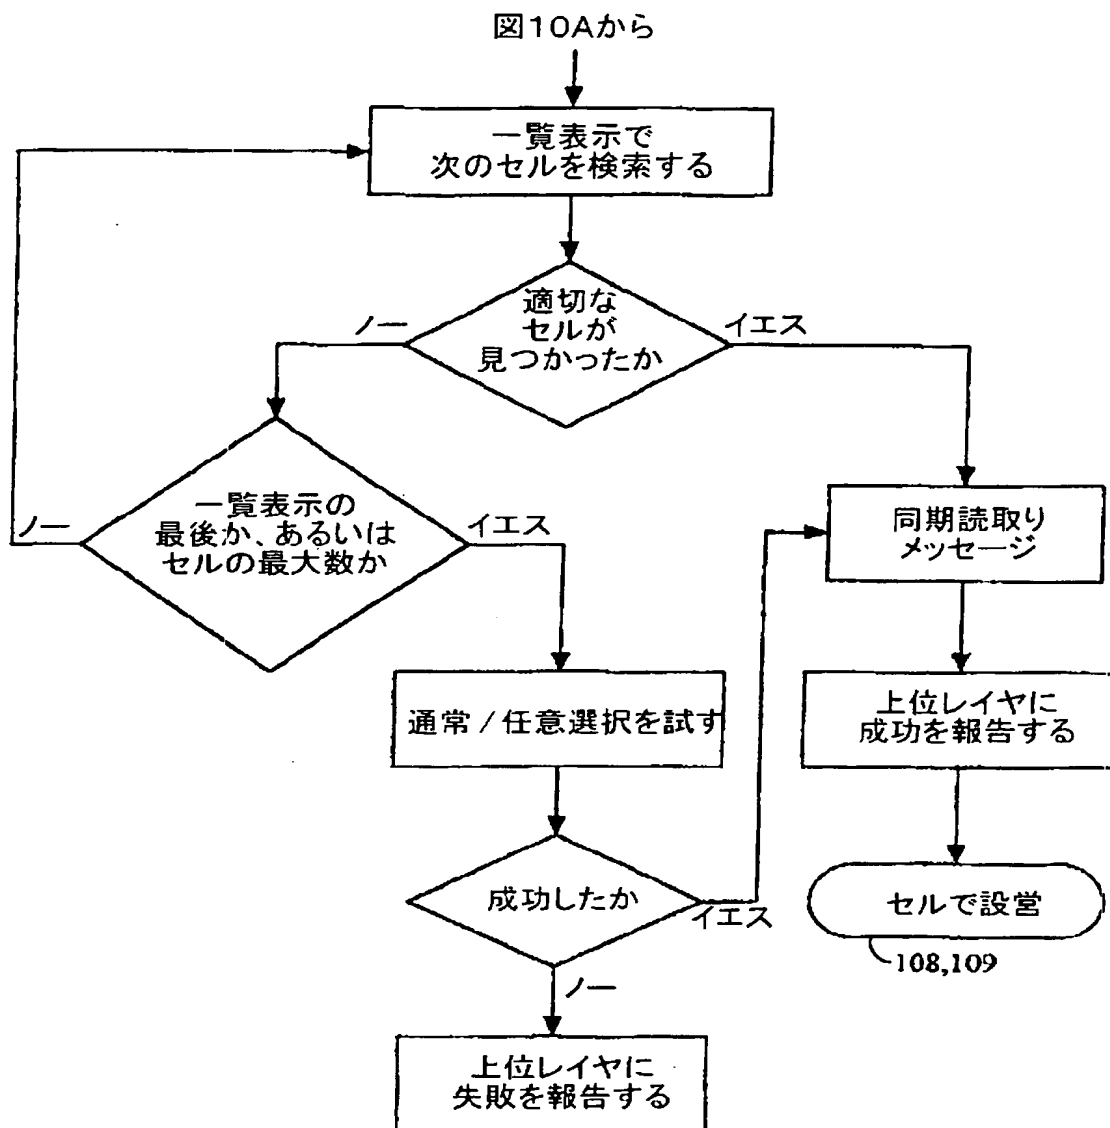 図10Aから
一覧表示で
次のセルを検索する
適切な
セルが
見つかったか
ノー
イエス
一覧表示の
最後か、あるいは
セルの最大数か
ノー
イエス
同期読取り
メッセージ
通常/任意選択を試す
上位レイヤに
成功を報告する
成功したか
イエス
セルで設営
108,109
ノー
上位レイヤに
失敗を報告する